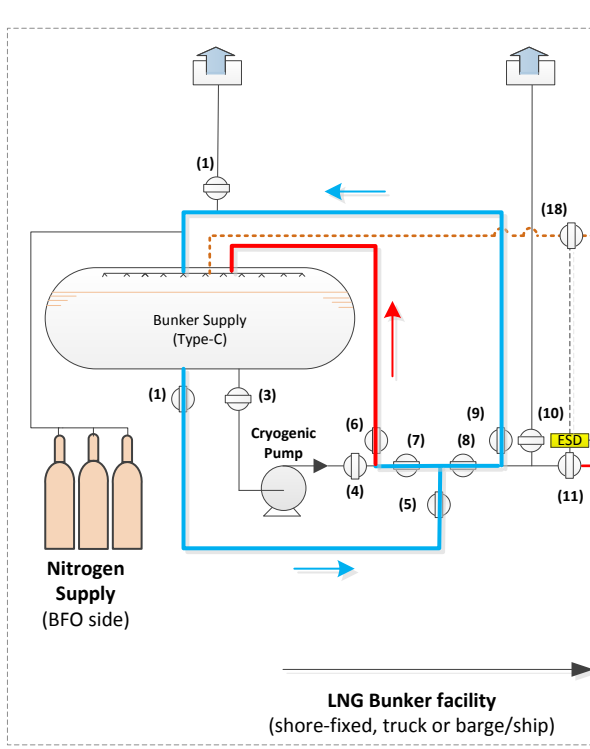 (1)
(18)
Bunker Supply
(Type-C)
(1)
(3)
(6)
(9)
(10)
Cryogenic
Pump
(7)
(8)
ESD
(4)
(5)
(11)
Nitrogen
Supply
(BFO side)
LNG Bunker facility
(shore-fixed, truck or barge/ship)